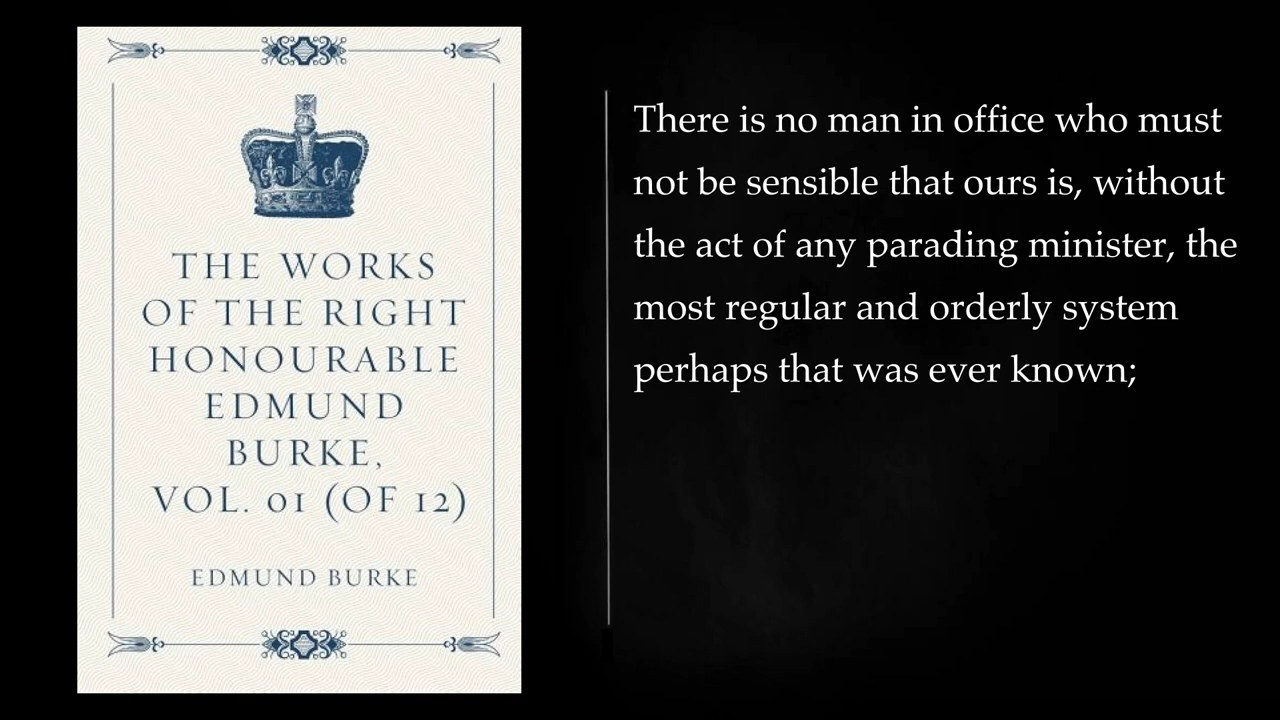 THE WORKS
OF THE RIGHT
HONOURABLE
EDMUND
BURKE,
VOL. 01 (OF 12)
EDMUND BURKE
There is no man in office who must
not be sensible that ours is, without
the act of any parading minister, the
most regular and orderly system
perhaps that was ever known;